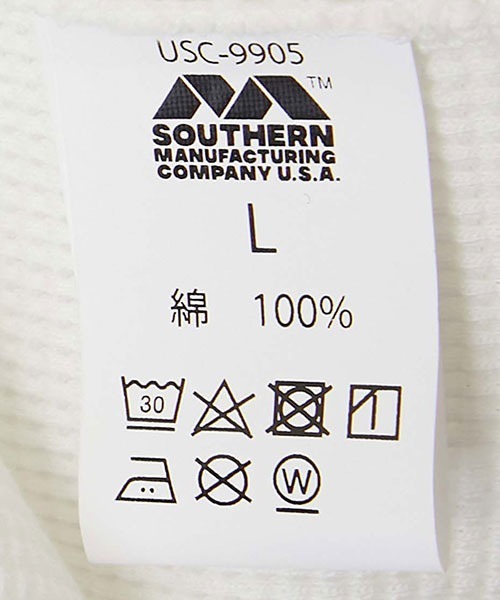 USC-9905
TM
SOUTHERN
MANUFACTURING
COMPANY U.S.A.
L
綿 100%
30
W